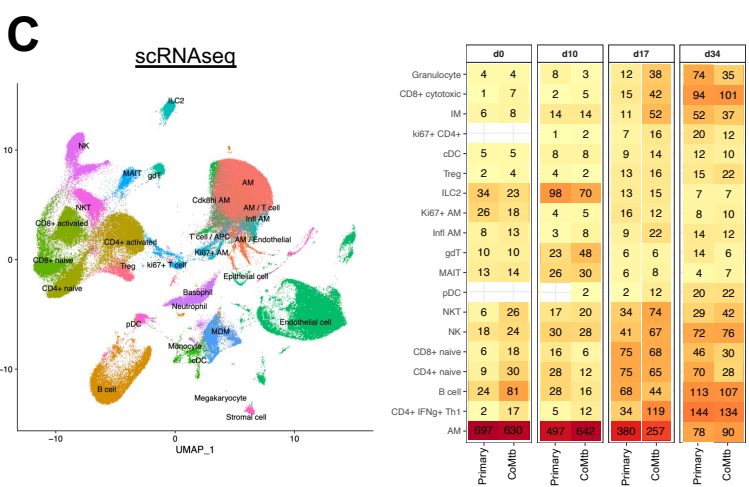 C
scRNAseq
ILC2
NK
MAIT
gdT
AM
Cdk8hi AM
NKT
AM / T cell
Infl AM
CD8+ activated
T cell / APC
AM / Endothelial
CD4+ activated
Ki67+ AM
CD8+ naive
Treg
ki67+ T cell
Epithelial cell
CD4+ naive
Basophil
Neutrophil
pDC
MDM
Endothelial cell
Monocyte
cDC
B cell
Megakaryocyte
Stromal cell
10
0
−10
−10 0 10
UMAP_1
d0 d10 d17 d34
Granulocyte 4 4 8 3 12 38 74 35
CD8+ cytotoxic 1 7 2 5 15 42 94 101
IM 6 8 14 14 11 52 52 37
ki67+ CD4+ 1 2 7 16 20 12
cDC 5 5 8 8 9 14 12 10
Treg 2 4 4 2 13 16 15 22
ILC2 34 23 98 70 13 15 7 7
Ki67+ AM 26 18 4 5 16 12 8 10
Infl AM 8 13 3 8 9 22 14 12
gdT 10 10 23 48 6 6 14 6
MAIT 13 14 26 30 6 8 4 7
pDC 2 2 12 20 22
NKT 6 26 17 20 34 74 29 42
NK 18 24 30 28 41 67 72 76
CD8+ naive 6 18 16 6 75 68 46 30
CD4+ naive 9 30 28 12 75 65 70 28
B cell 24 81 28 16 68 44 113 107
CD4+ IFNg+ Th1 2 17 5 12 34 119 144 134
AM 697 630 497 642 380 257 78 90
Primary CoMtb Primary CoMtb Primary CoMtb Primary CoMtb